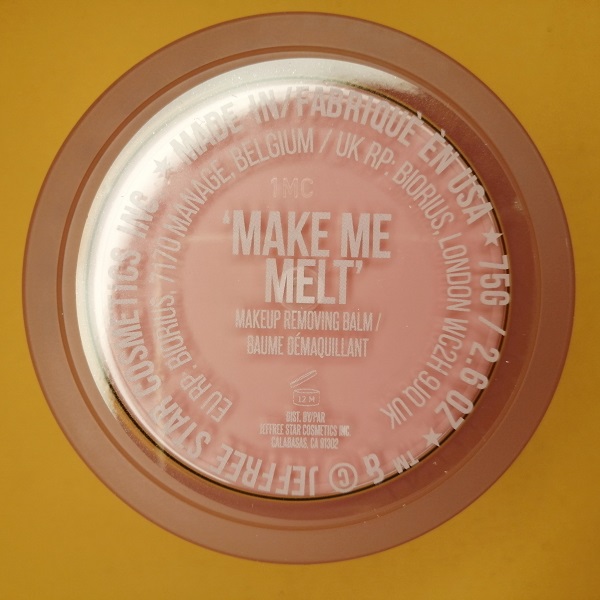 ★ MADE IN/FABRIQUÉ EN USA ★ 75G / 2.6 OZ ★
™ & © JEFFREE STAR COSMETICS INC
EU RP: BIORIUS, 7170 MANAGE, BELGIUM / UK RP: BIORIUS, LONDON WC2H 9JQ UK
1MC
'MAKE ME
MELT'
MAKEUP REMOVING BALM /
BAUME DÉMAQUILLANT
12 M
DIST. BY/PAR
JEFFREE STAR COSMETICS INC.
CALABASAS, CA 91302